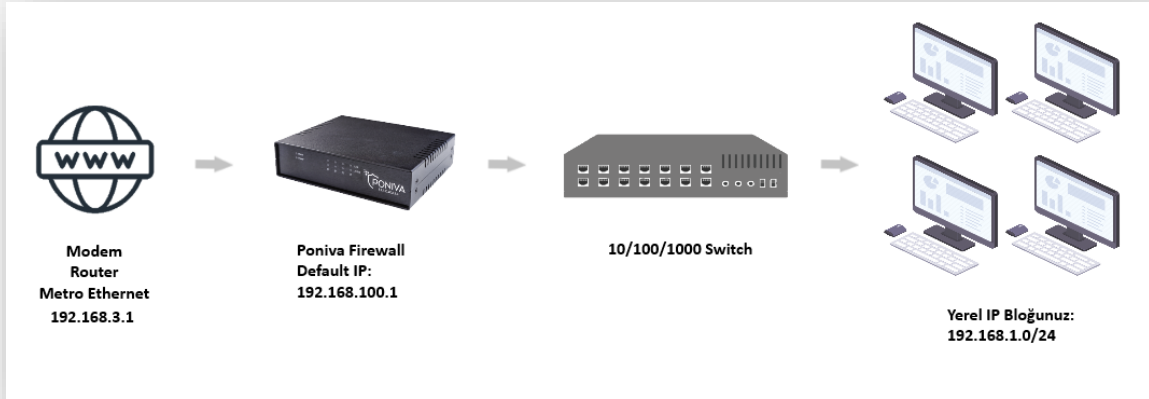 WWW
PONIVA
Modem
Router
Metro Ethernet
192.168.3.1
Poniva Firewall
Default IP:
192.168.100.1
10/100/1000 Switch
Yerel IP Bloğunuz:
192.168.1.0/24